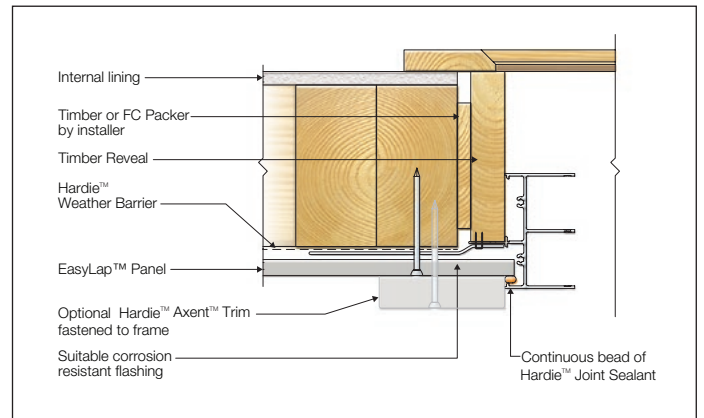 Internal lining
Timber or FC Packer
by installer
Timber Reveal
Hardie™
Weather Barrier
EasyLap™ Panel
Optional Hardie™ Axent™ Trim
fastened to frame
Suitable corrosion
resistant flashing
Continuous bead of
Hardie™ Joint Sealant